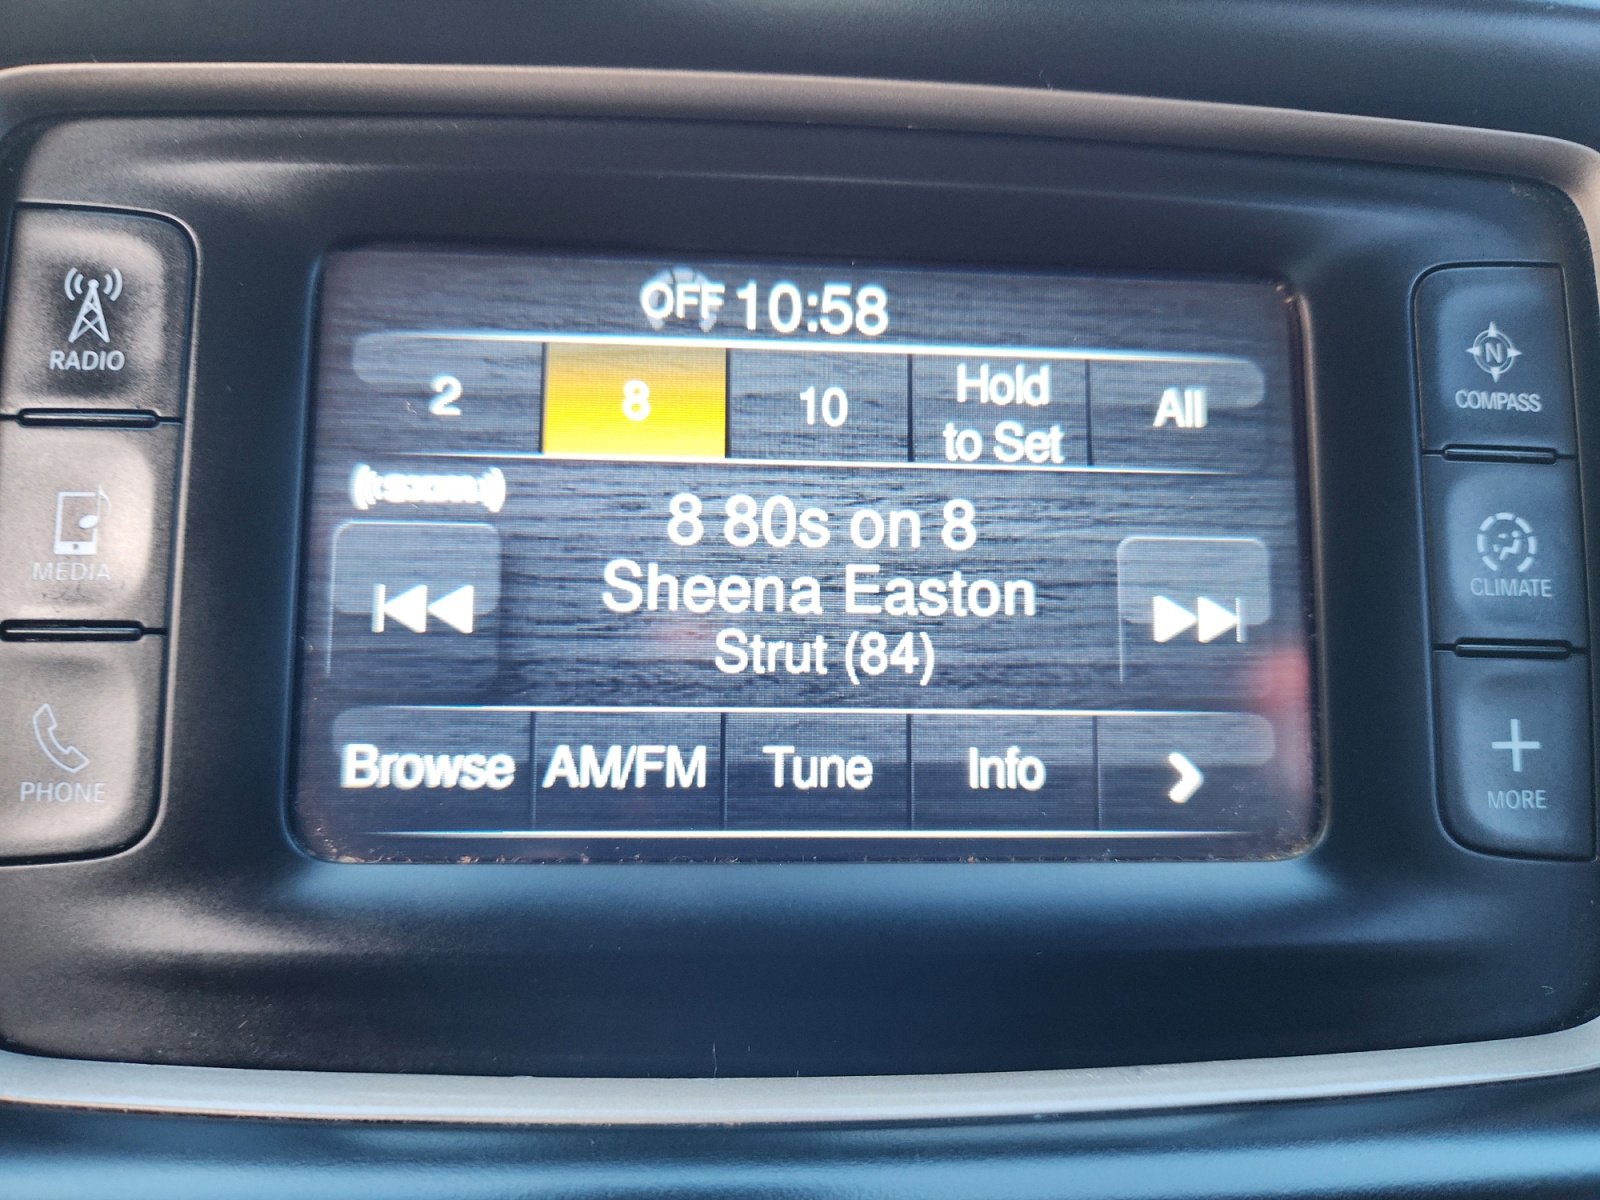 OFF 10:58
2 8 10 Hold to Set All
((SXM))
8 80s on 8
Sheena Easton
Strut (84)
Browse AM/FM Tune Info
RADIO
MEDIA
PHONE
N
COMPASS
CLIMATE
MORE